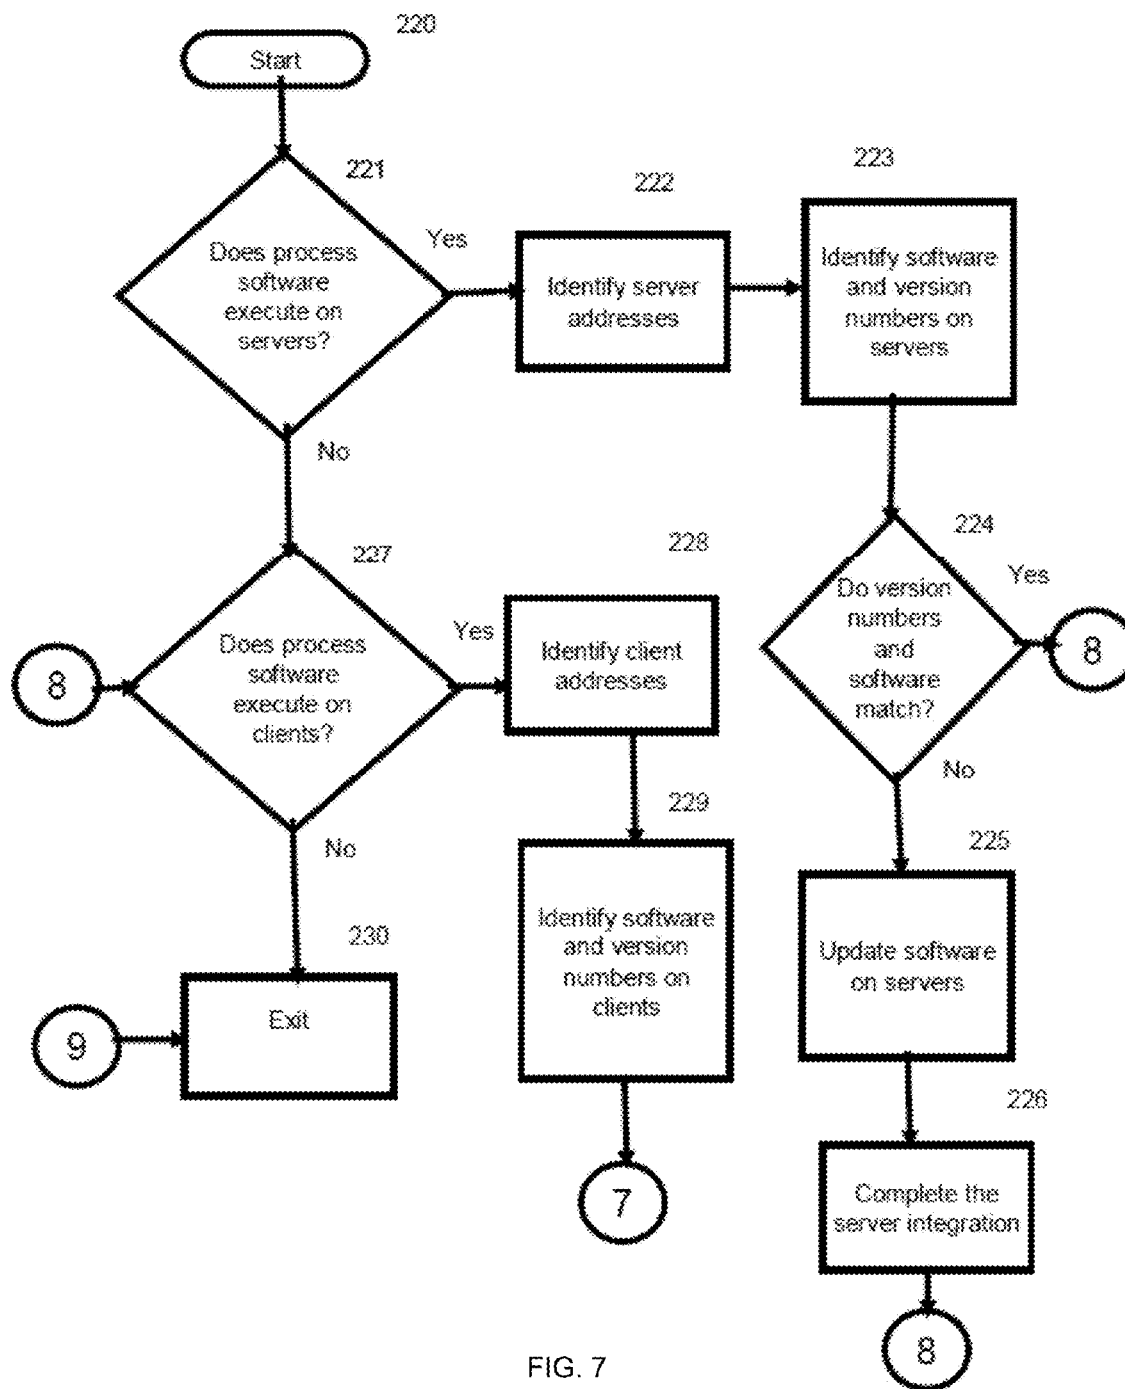 220
Start
221
Does process
software
execute on
servers?
Yes
No
222
Identify server
addresses
223
Identify software
and version
numbers on
servers
224
Do version
numbers
and
software
match?
Yes
8
No
227
Does process
software
execute on
clients?
8
Yes
No
228
Identify client
addresses
229
Identify software
and version
numbers on
clients
7
225
Update software
on servers
226
Complete the
server integration
8
230
Exit
9
FIG. 7